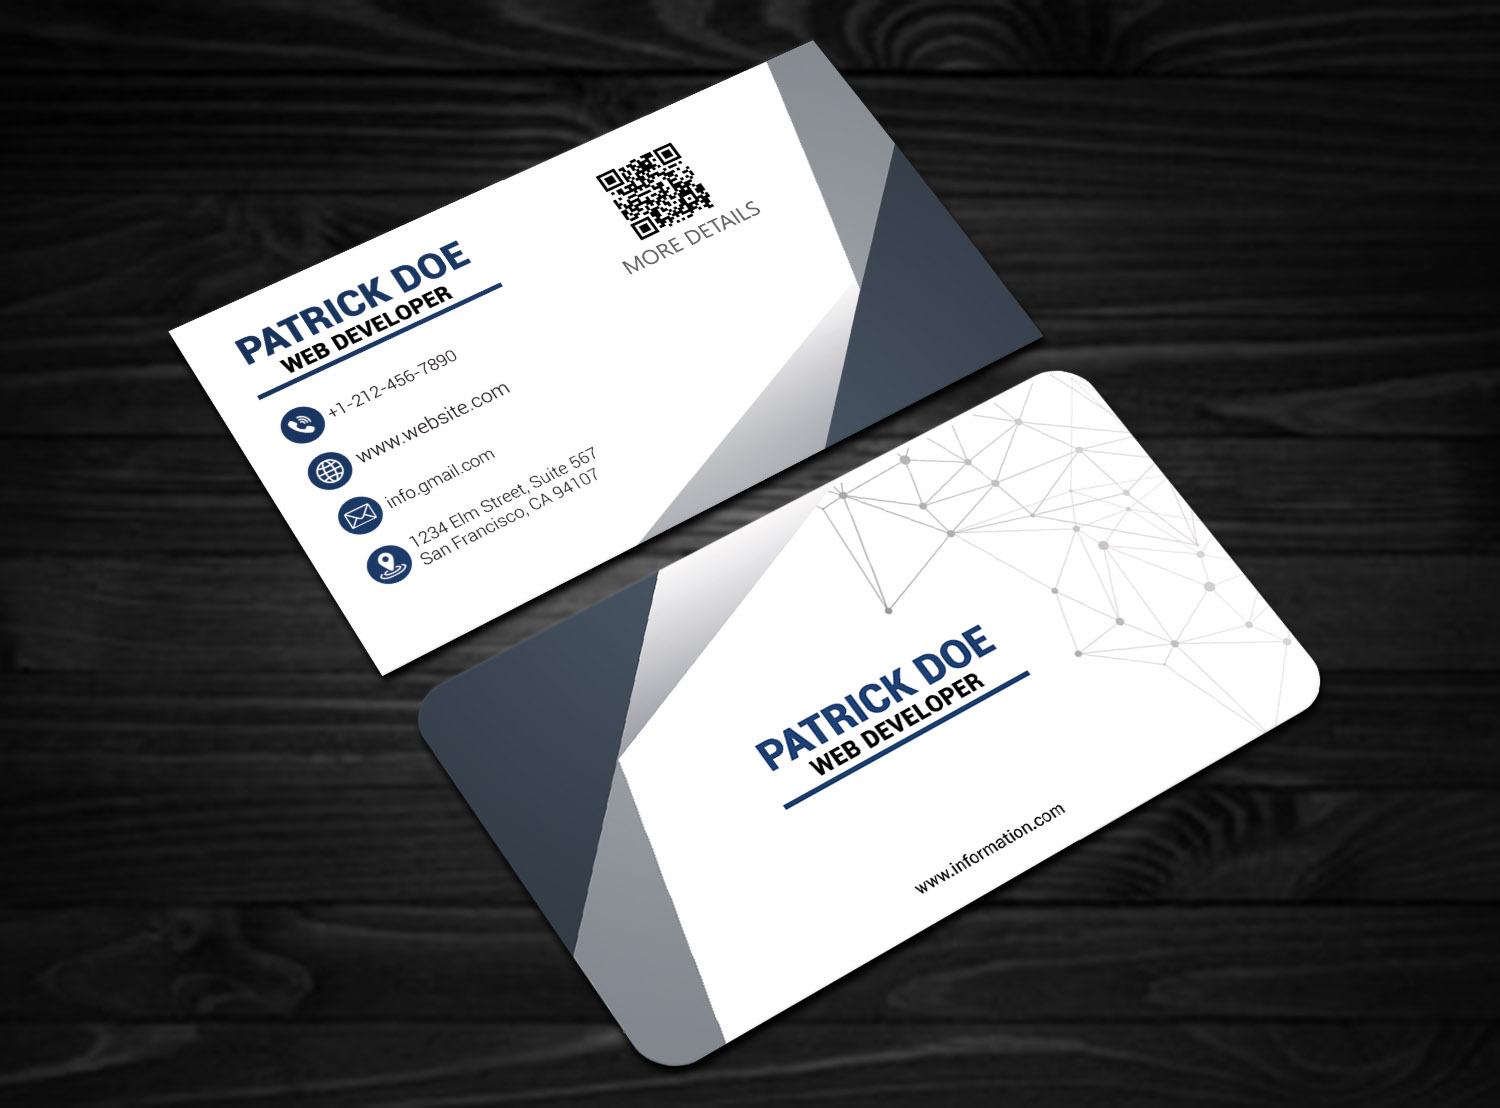 PATRICK DOE
WEB DEVELOPER
+1-212-456-7890
www.website.com
info.gmail.com
1234 Elm Street, Suite 567
San Francisco, CA 94107
MORE DETAILS
PATRICK DOE
WEB DEVELOPER
www.information.com